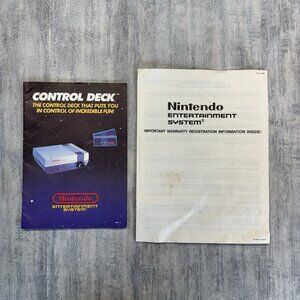 CONTROL DECK™
THE CONTROL DECK THAT PUTS YOU
IN CONTROL OF INCREDIBLE FUN!
Nintendo
ENTERTAINMENT
SYSTEM®
Nintendo
ENTERTAINMENT
SYSTEM®
IMPORTANT WARRANTY REGISTRATION INFORMATION INSIDE!